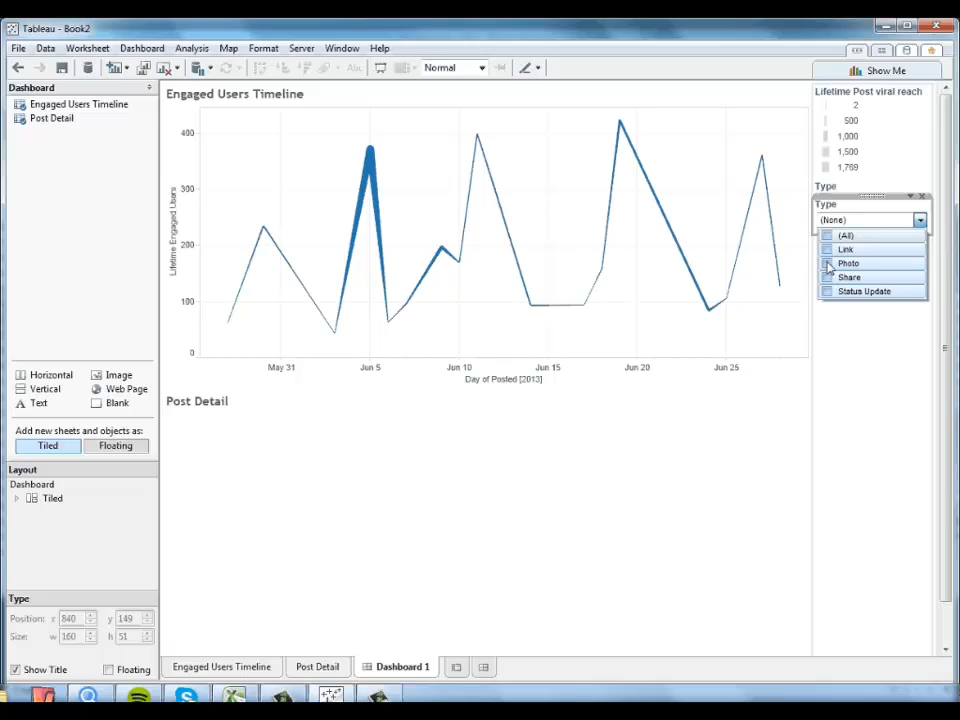 Tableau - Book2
File Data Worksheet Dashboard Analysis Map Format Server Window Help
Abc Normal
Show Me
Dashboard
Engaged Users Timeline
Post Detail
Horizontal Image
Vertical Web Page
A Text Blank
Add new sheets and objects as:
Tiled Floating
Layout
Dashboard
Tiled
Type
Position: x 840 y 149
Size: w 160 h 51
Show Title Floating
Engaged Users Timeline
Lifetime Engaged Users
400
300
200
100
0
May 31 Jun 5 Jun 10 Jun 15 Jun 20 Jun 25
Day of Posted [2013]
Post Detail
Lifetime Post viral reach
2
500
1,000
1,500
1,769
Type
Type
(None)
(All)
Link
Photo
Share
Status Update
Engaged Users Timeline Post Detail Dashboard 1